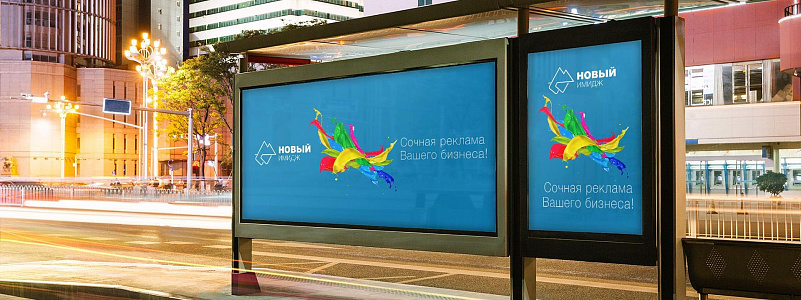 НОВЫЙ
ИМИДЖ
Сочная реклама
Вашего бизнеса!
НОВЫЙ
ИМИДЖ
Сочная реклама
Вашего бизнеса!